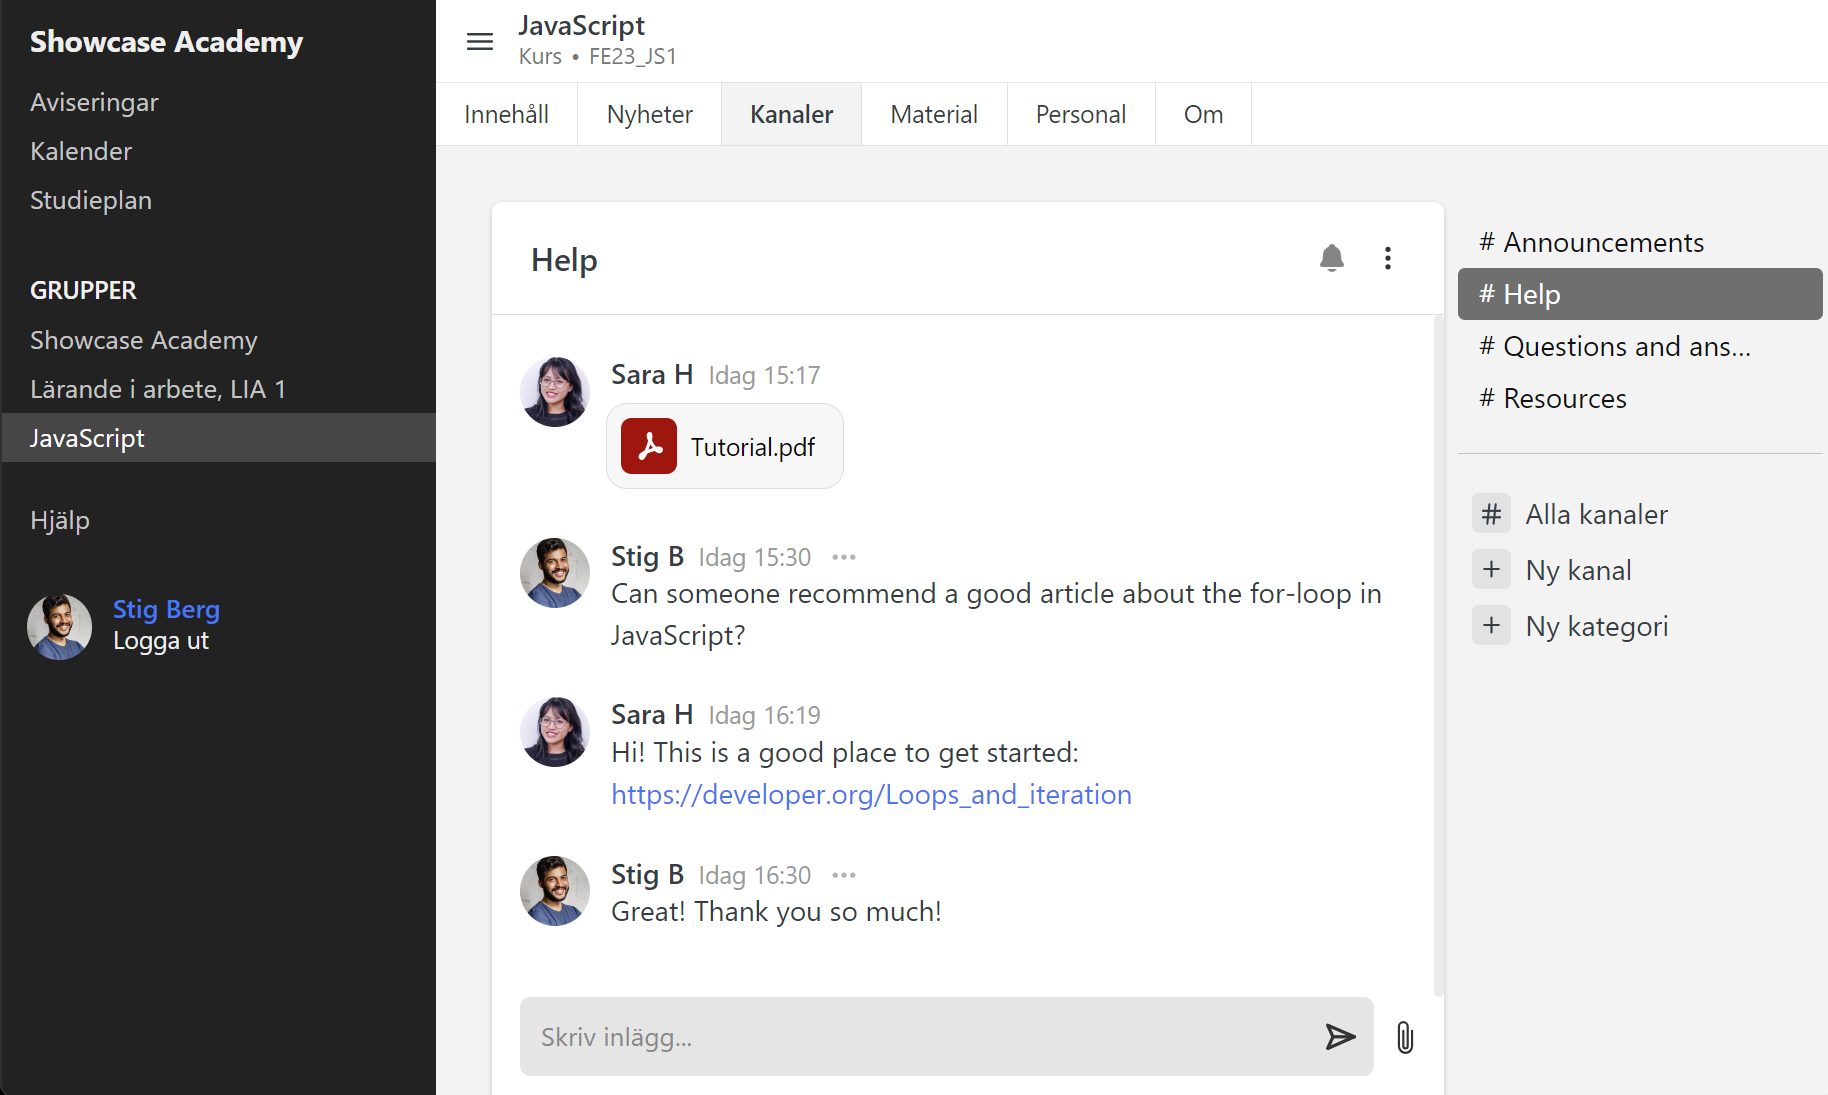 Showcase Academy
Aviseringar
Kalender
Studieplan
GRUPPER
Showcase Academy
Lärande i arbete, LIA 1
JavaScript
Hjälp
Stig Berg
Logga ut
JavaScript
Kurs • FE23_JS1
Innehåll Nyheter Kanaler Material Personal Om
Help
Sara H Idag 15:17
Tutorial.pdf
Stig B Idag 15:30 •••
Can someone recommend a good article about the for-loop in
JavaScript?
Sara H Idag 16:19
Hi! This is a good place to get started:
https://developer.org/Loops_and_iteration
Stig B Idag 16:30 •••
Great! Thank you so much!
Skriv inlägg...
# Announcements
# Help
# Questions and ans...
# Resources
# Alla kanaler
+ Ny kanal
+ Ny kategori